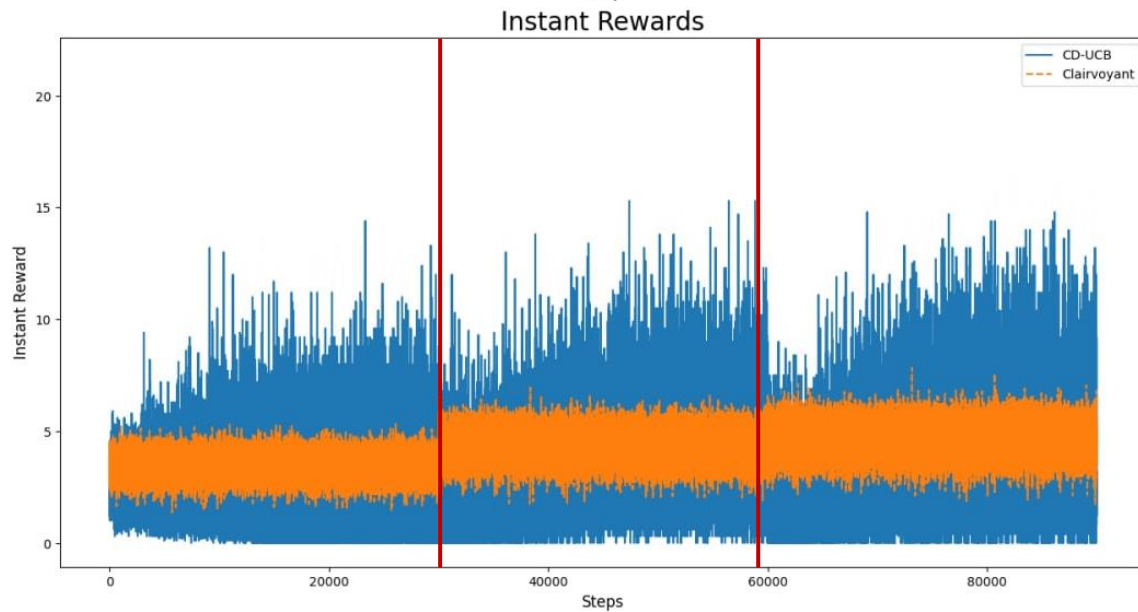 Instant Rewards
CD-UCB
Clairvoyant
20
15
10
5
0
Instant Reward
0
20000
40000
60000
80000
Steps